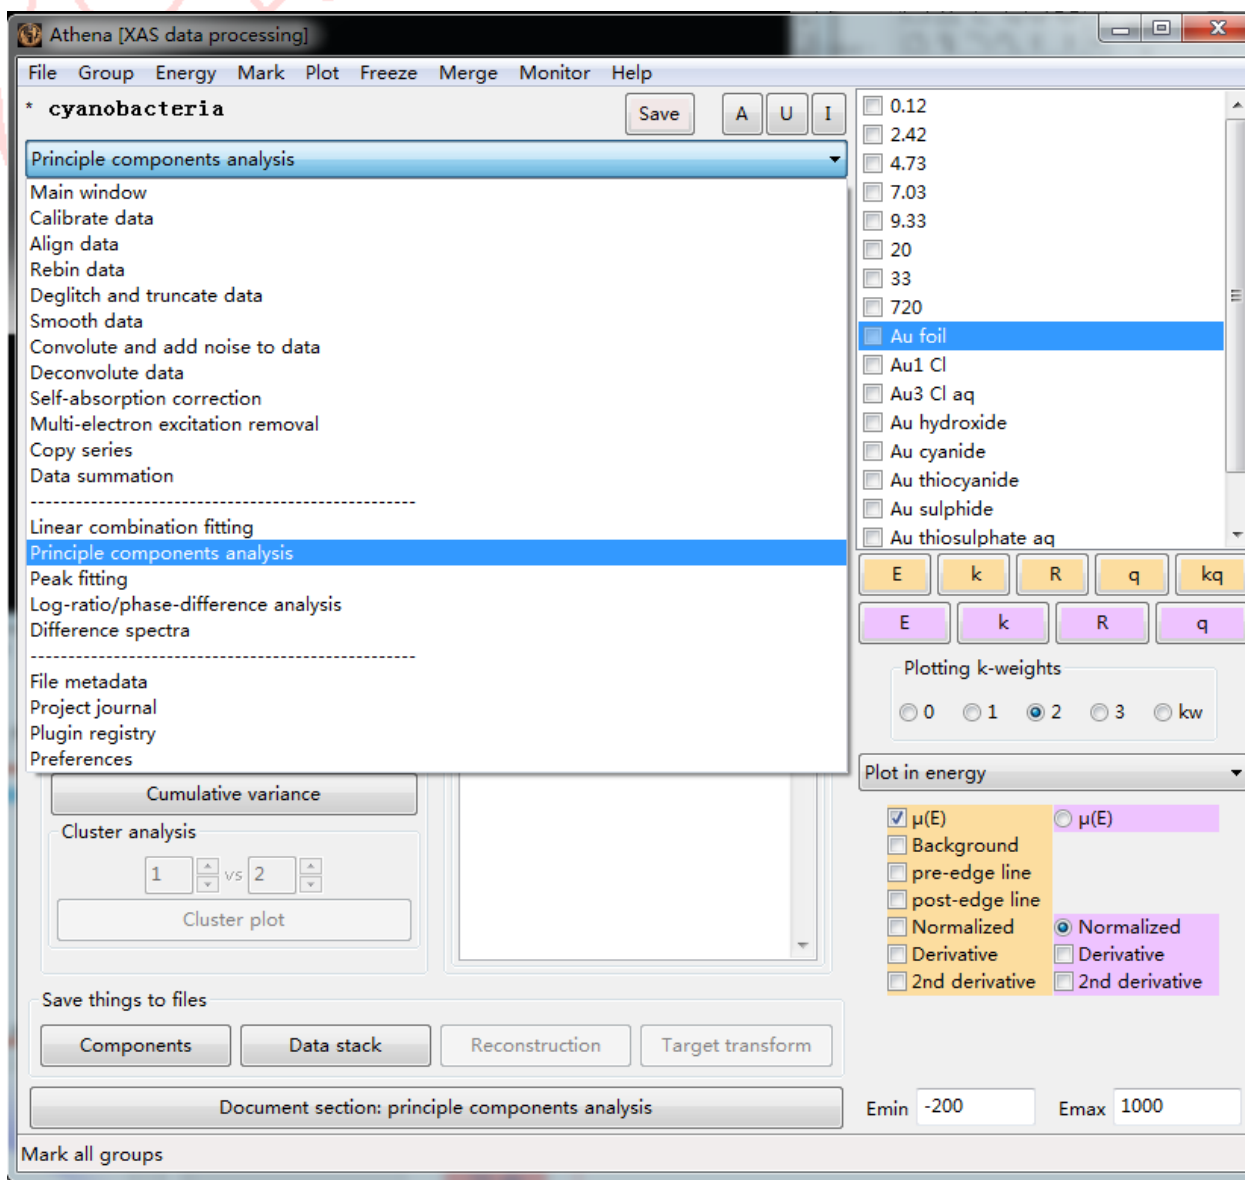 Athena [XAS data processing]
File Group Energy Mark Plot Freeze Merge Monitor Help
* cyanobacteria
Save A U I
Principle components analysis
Main window
Calibrate data
Align data
Rebin data
Deglitch and truncate data
Smooth data
Convolute and add noise to data
Deconvolute data
Self-absorption correction
Multi-electron excitation removal
Copy series
Data summation
--------------------------------------------------
Linear combination fitting
Principle components analysis
Peak fitting
Log-ratio/phase-difference analysis
Difference spectra
--------------------------------------------------
File metadata
Project journal
Plugin registry
Preferences
Cumulative variance
Cluster analysis
1 vs 2
Cluster plot
Save things to files
Components Data stack Reconstruction Target transform
Document section: principle components analysis
Mark all groups
0.12
2.42
4.73
7.03
9.33
20
33
720
Au foil
Au1 Cl
Au3 Cl aq
Au hydroxide
Au cyanide
Au thiocyanide
Au sulphide
Au thiosulphate aq
E k R q kq
E k R q
Plotting k-weights
0 1 2 3 kw
Plot in energy
μ(E) μ(E)
Background
pre-edge line
post-edge line
Normalized Normalized
Derivative Derivative
2nd derivative 2nd derivative
Emin -200 Emax 1000